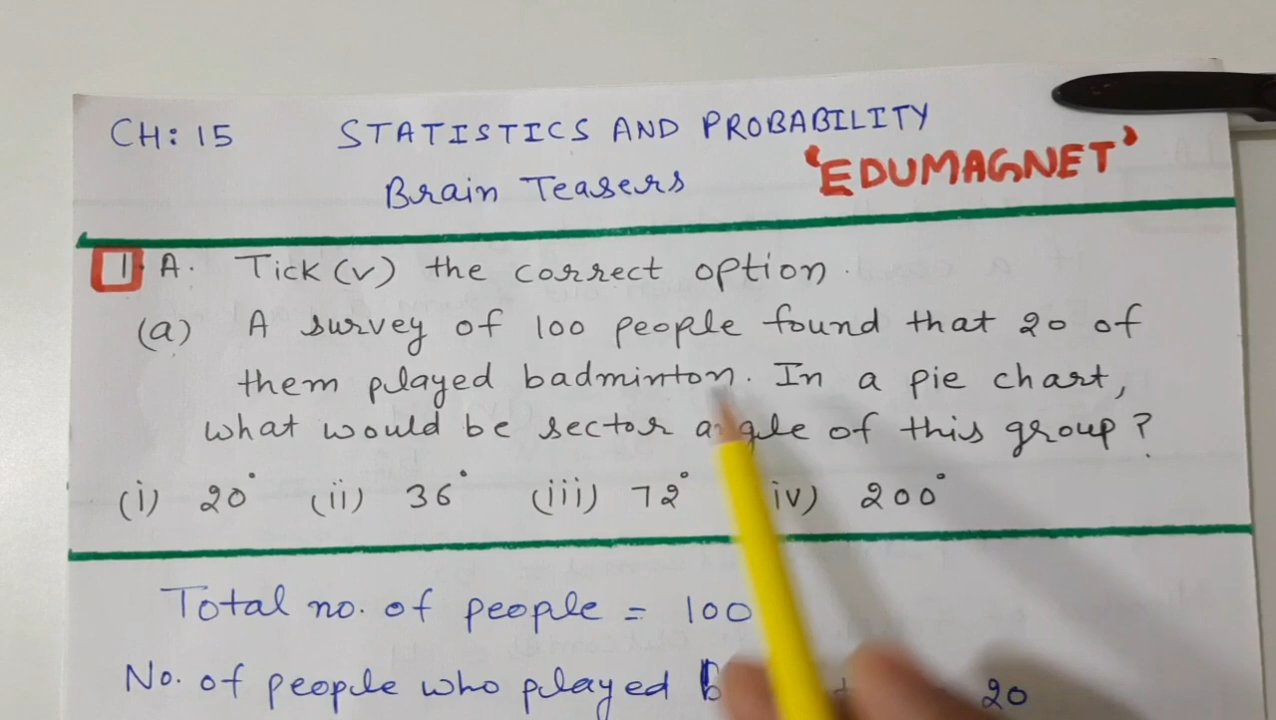 CH: 15 STATISTICS AND PROBABILITY
Brain Teasers 'EDUMAGNET'
1. A. Tick (✓) the correct option.
(a) A survey of 100 people found that 20 of
them played badminton. In a pie chart,
what would be sector angle of this group?
(i) 20° (ii) 36° (iii) 72° iv) 200°
Total no. of people = 100
No. of people who played 20